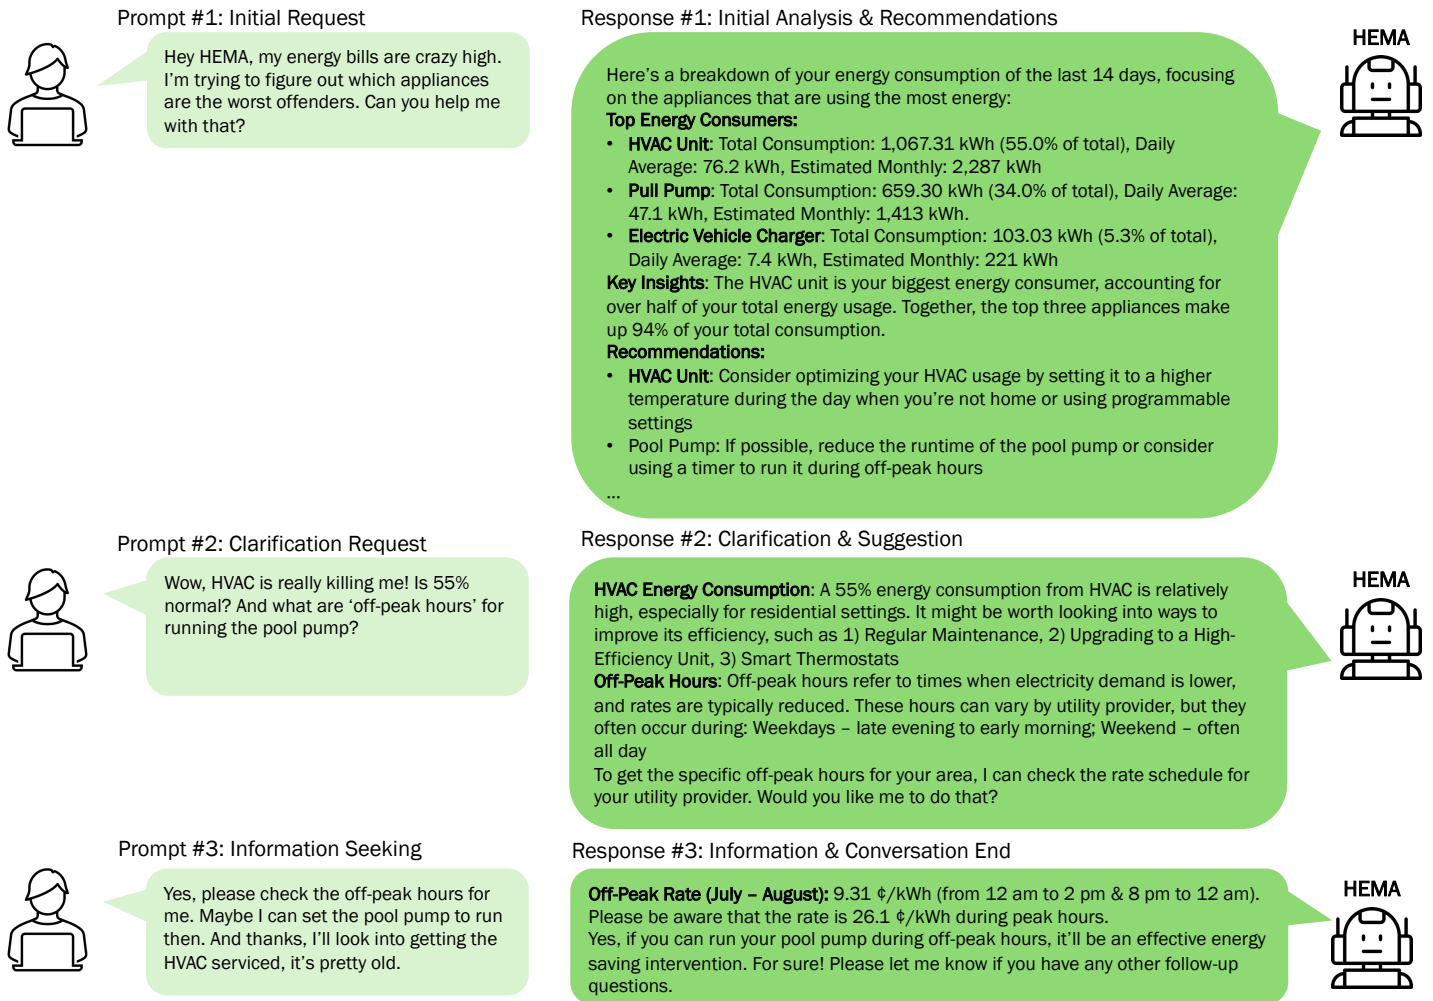 Prompt #1: Initial Request
Hey HEMA, my energy bills are crazy high.
I'm trying to figure out which appliances
are the worst offenders. Can you help me
with that?
Response #1: Initial Analysis & Recommendations
HEMA
Here's a breakdown of your energy consumption of the last 14 days, focusing
on the appliances that are using the most energy:
Top Energy Consumers:
• HVAC Unit: Total Consumption: 1,067.31 kWh (55.0% of total), Daily
Average: 76.2 kWh, Estimated Monthly: 2,287 kWh
• Pull Pump: Total Consumption: 659.30 kWh (34.0% of total), Daily Average:
47.1 kWh, Estimated Monthly: 1,413 kWh.
• Electric Vehicle Charger: Total Consumption: 103.03 kWh (5.3% of total),
Daily Average: 7.4 kWh, Estimated Monthly: 221 kWh
Key Insights: The HVAC unit is your biggest energy consumer, accounting for
over half of your total energy usage. Together, the top three appliances make
up 94% of your total consumption.
Recommendations:
• HVAC Unit: Consider optimizing your HVAC usage by setting it to a higher
temperature during the day when you're not home or using programmable
settings
• Pool Pump: If possible, reduce the runtime of the pool pump or consider
using a timer to run it during off-peak hours
...
Prompt #2: Clarification Request
Wow, HVAC is really killing me! Is 55%
normal? And what are 'off-peak hours' for
running the pool pump?
Response #2: Clarification & Suggestion
HEMA
HVAC Energy Consumption: A 55% energy consumption from HVAC is relatively
high, especially for residential settings. It might be worth looking into ways to
improve its efficiency, such as 1) Regular Maintenance, 2) Upgrading to a High-
Efficiency Unit, 3) Smart Thermostats
Off-Peak Hours: Off-peak hours refer to times when electricity demand is lower,
and rates are typically reduced. These hours can vary by utility provider, but they
often occur during: Weekdays – late evening to early morning; Weekend – often
all day
To get the specific off-peak hours for your area, I can check the rate schedule for
your utility provider. Would you like me to do that?
Prompt #3: Information Seeking
Yes, please check the off-peak hours for
me. Maybe I can set the pool pump to run
then. And thanks, I'll look into getting the
HVAC serviced, it's pretty old.
Response #3: Information & Conversation End
HEMA
Off-Peak Rate (July – August): 9.31 ¢/kWh (from 12 am to 2 pm & 8 pm to 12 am).
Please be aware that the rate is 26.1 ¢/kWh during peak hours.
Yes, if you can run your pool pump during off-peak hours, it'll be an effective energy
saving intervention. For sure! Please let me know if you have any other follow-up
questions.